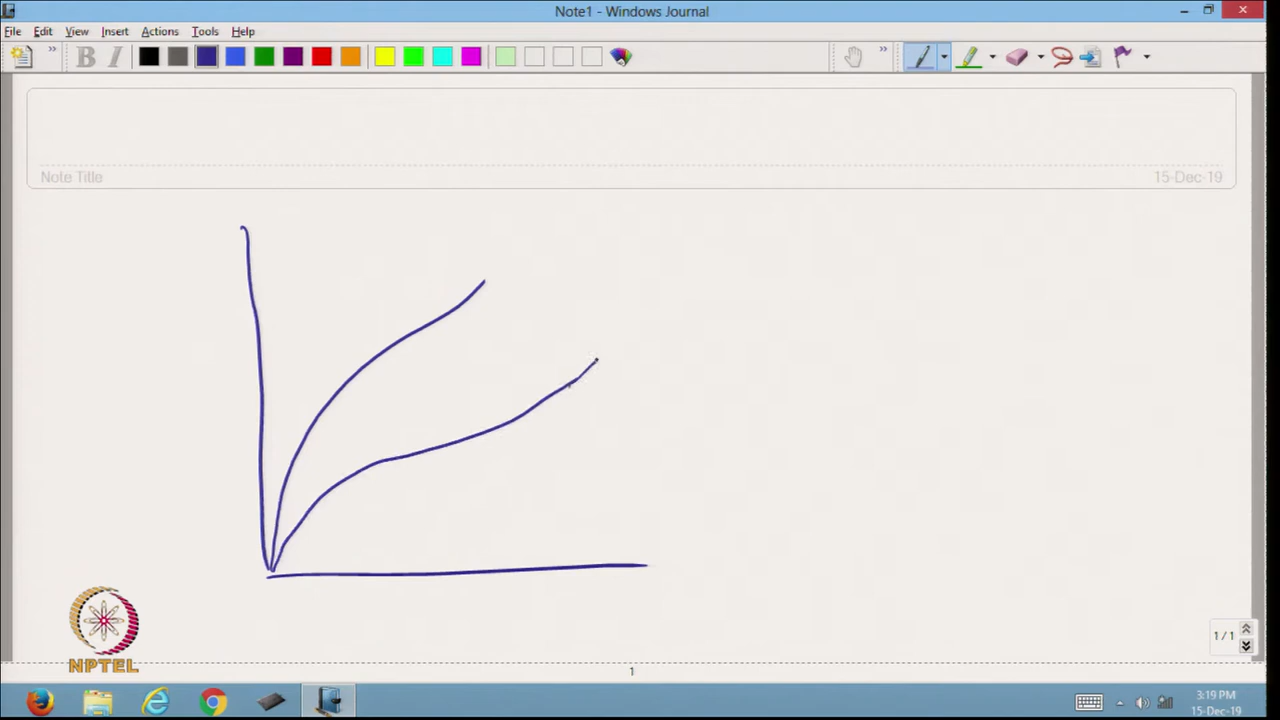 Note1 - Windows Journal
File Edit View Insert Actions Tools Help
B I
Note Title
15-Dec-19
NPTEL
1 / 1
1
3:19 PM
15-Dec-19